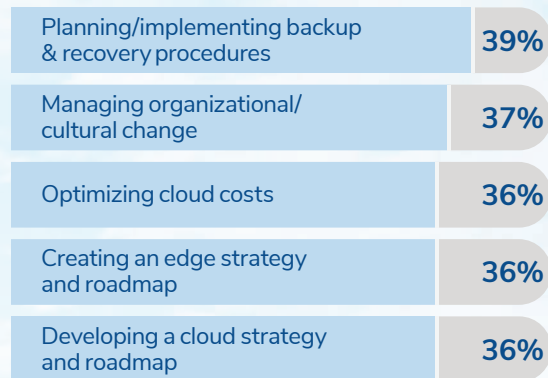 Planning/implementing backup
& recovery procedures
39%
Managing organizational/
cultural change
37%
Optimizing cloud costs
36%
Creating an edge strategy
and roadmap
36%
Developing a cloud strategy
and roadmap
36%